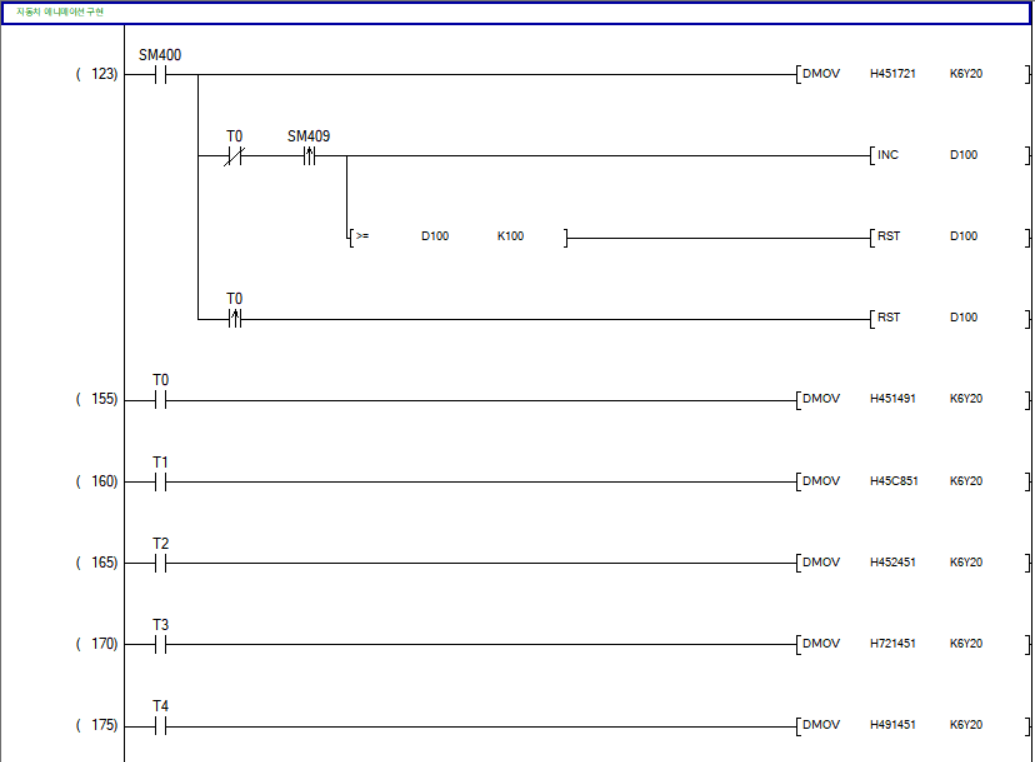 자동차 애니메이션 구현
SM400
( 123) DMOV H451721 K6Y20
T0 SM409
INC D100
>= D100 K100 RST D100
T0
RST D100
T0
( 155) DMOV H451491 K6Y20
T1
( 160) DMOV H45C851 K6Y20
T2
( 165) DMOV H452451 K6Y20
T3
( 170) DMOV H721451 K6Y20
T4
( 175) DMOV H491451 K6Y20